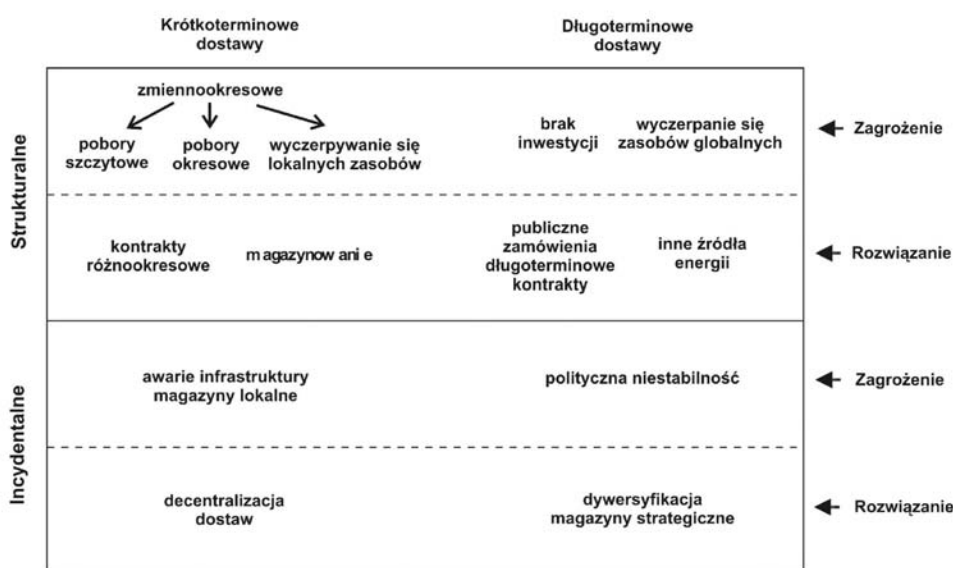 Krótkoterminowe
dostawy
Długoterminowe
dostawy
Strukturalne
zmiennookresowe
pobory
szczytowe
pobory
okresowe
wyczerpywanie się
lokalnych zasobów
brak
inwestycji
wyczerpanie się
zasobów globalnych
Zagrożenie
kontrakty
różnookresowe
magazynowanie
publiczne
zamówienia
długoterminowe
kontrakty
inne źródła
energii
Rozwiązanie
Incydentalne
awarie infrastruktury
magazyny lokalne
polityczna niestabilność
Zagrożenie
decentralizacja
dostaw
dywersyfikacja
magazyny strategiczne
Rozwiązanie